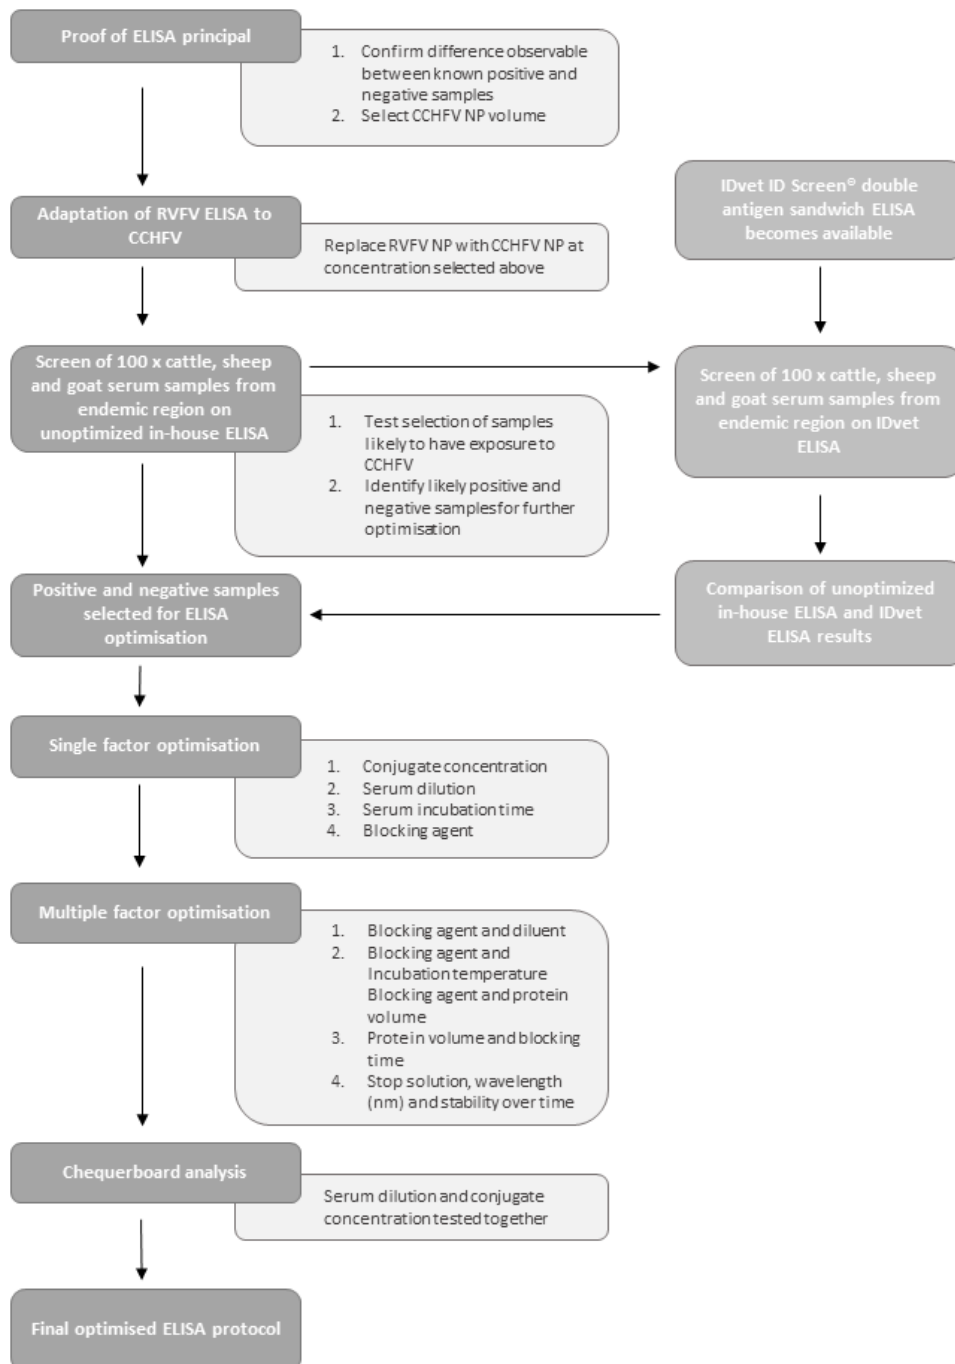 Proof of ELISA principal
1. Confirm difference observable
between known positive and
negative samples
2. Select CCHFV NP volume
IDvet ID Screen® double
antigen sandwich ELISA
becomes available
Adaptation of RVFV ELISA to
CCHFV
Replace RVFV NP with CCHFV NP at
concentration selected above
Screen of 100 x cattle, sheep
and goat serum samples from
endemic region on
unoptimized in-house ELISA
Screen of 100 x cattle, sheep
and goat serum samples from
endemic region on IDvet
ELISA
1. Test selection of samples
likely to have exposure to
CCHFV
2. Identify likely positive and
negative samples for further
optimisation
Positive and negative samples
selected for ELISA
optimisation
Comparison of unoptimized
in-house ELISA and IDvet
ELISA results
Single factor optimisation
1. Conjugate concentration
2. Serum dilution
3. Serum incubation time
4. Blocking agent
Multiple factor optimisation
1. Blocking agent and diluent
2. Blocking agent and
Incubation temperature
Blocking agent and protein
volume
3. Protein volume and blocking
time
4. Stop solution, wavelength
(nm) and stability over time
Chequerboard analysis
Serum dilution and conjugate
concentration tested together
Final optimised ELISA protocol